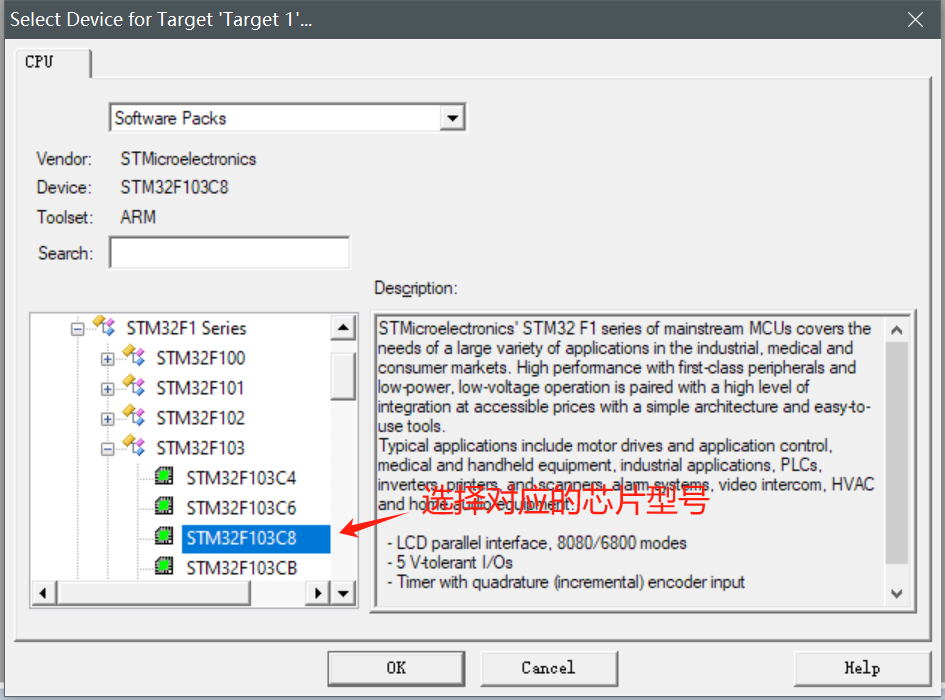 Select Device for Target 'Target 1'...
CPU
Software Packs
Vendor: STMicroelectronics
Device: STM32F103C8
Toolset: ARM
Search:
STM32F1 Series
STM32F100
STM32F101
STM32F102
STM32F103
STM32F103C4
STM32F103C6
STM32F103C8
STM32F103CB
Description:
STMicroelectronics' STM32 F1 series of mainstream MCUs covers the
needs of a large variety of applications in the industrial, medical and
consumer markets. High performance with first-class peripherals and
low-power, low-voltage operation is paired with a high level of
integration at accessible prices with a simple architecture and easy-to-
use tools.
Typical applications include motor drives and application control,
medical and handheld equipment, industrial applications, PLCs,
inverters, printers, and scanners, alarm systems, video intercom, HVAC
and home audio equipment.
选择对应的芯片型号
- LCD parallel interface, 8080/6800 modes
- 5 V-tolerant I/Os
- Timer with quadrature (incremental) encoder input
OK
Cancel
Help